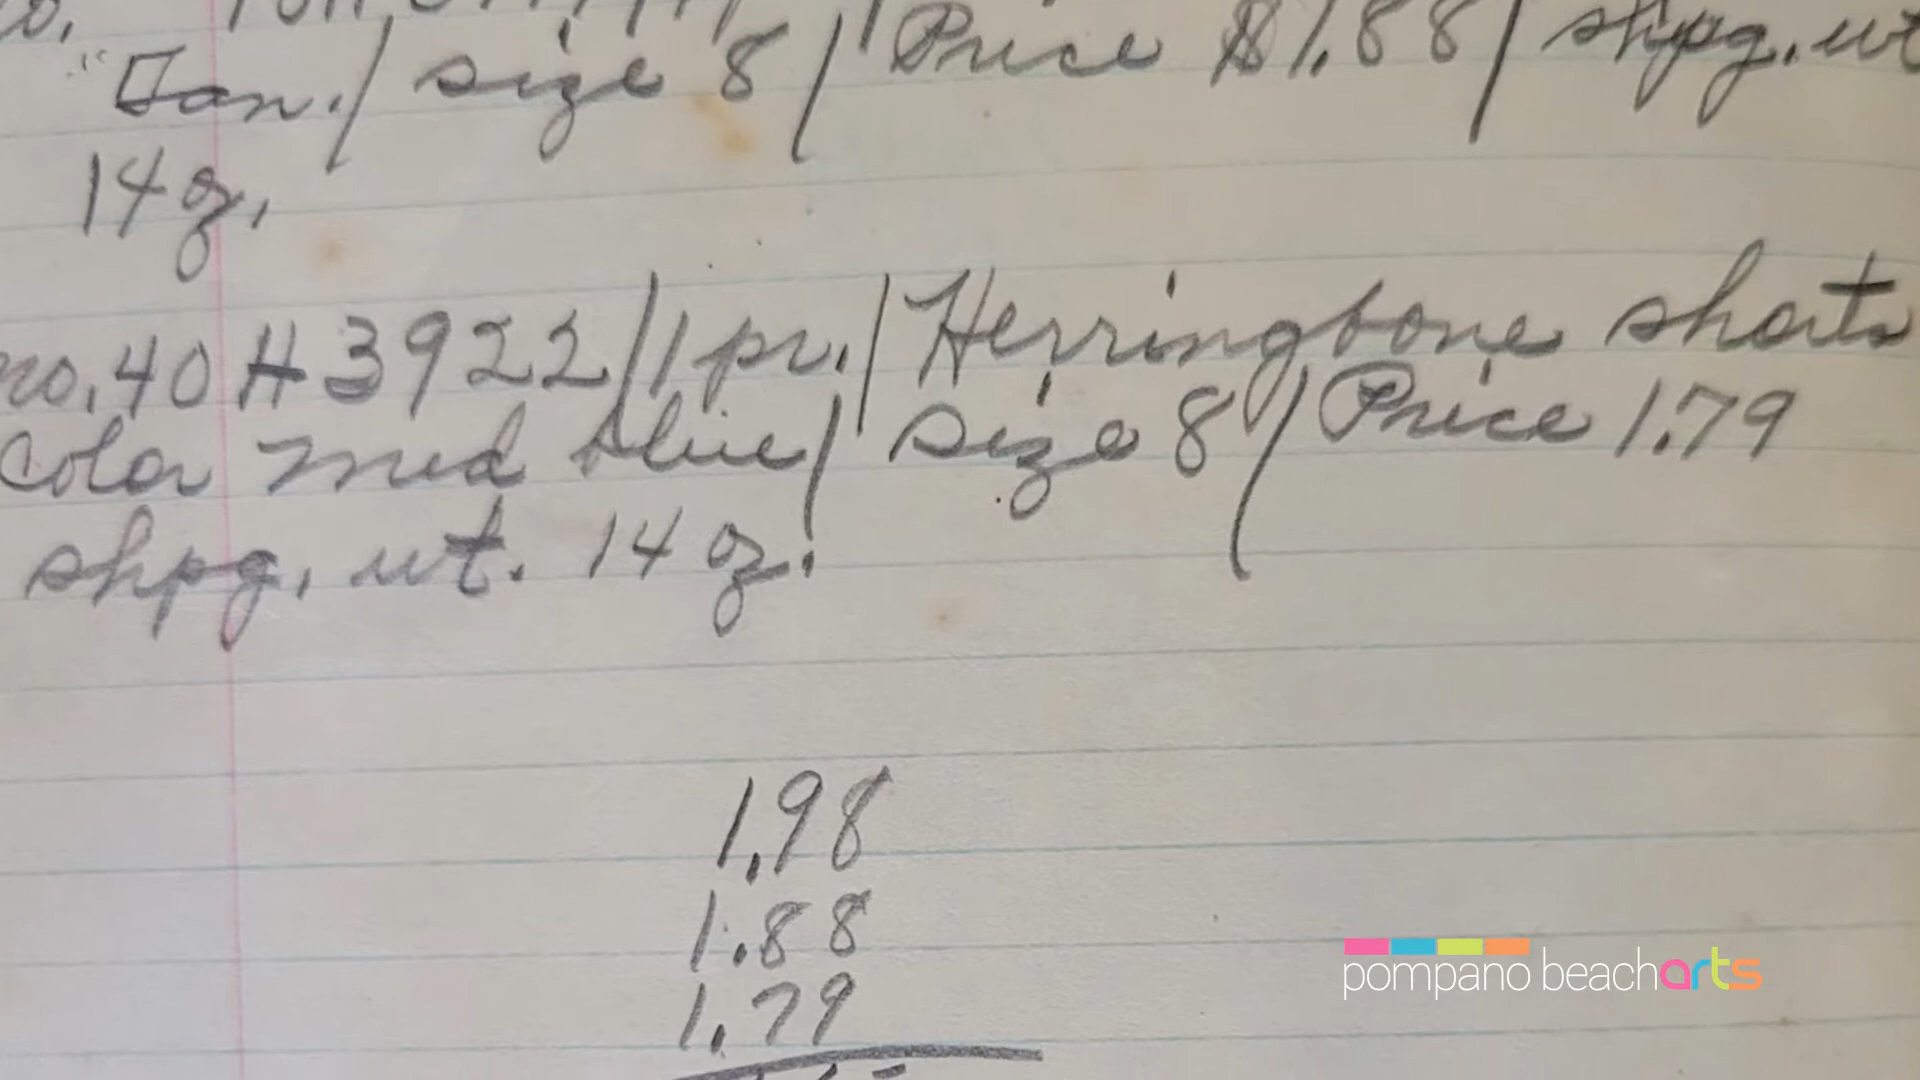 "Tan./ size 8/ Price $1.88/ shpg. wt
14 oz.
no. 40 H 3922/1 pr./ Herringbone shorts
Color med blue/ size 8/ Price 1.79
shpg. wt. 14 oz.
1.98
1.88
1.79
pompano beacharts